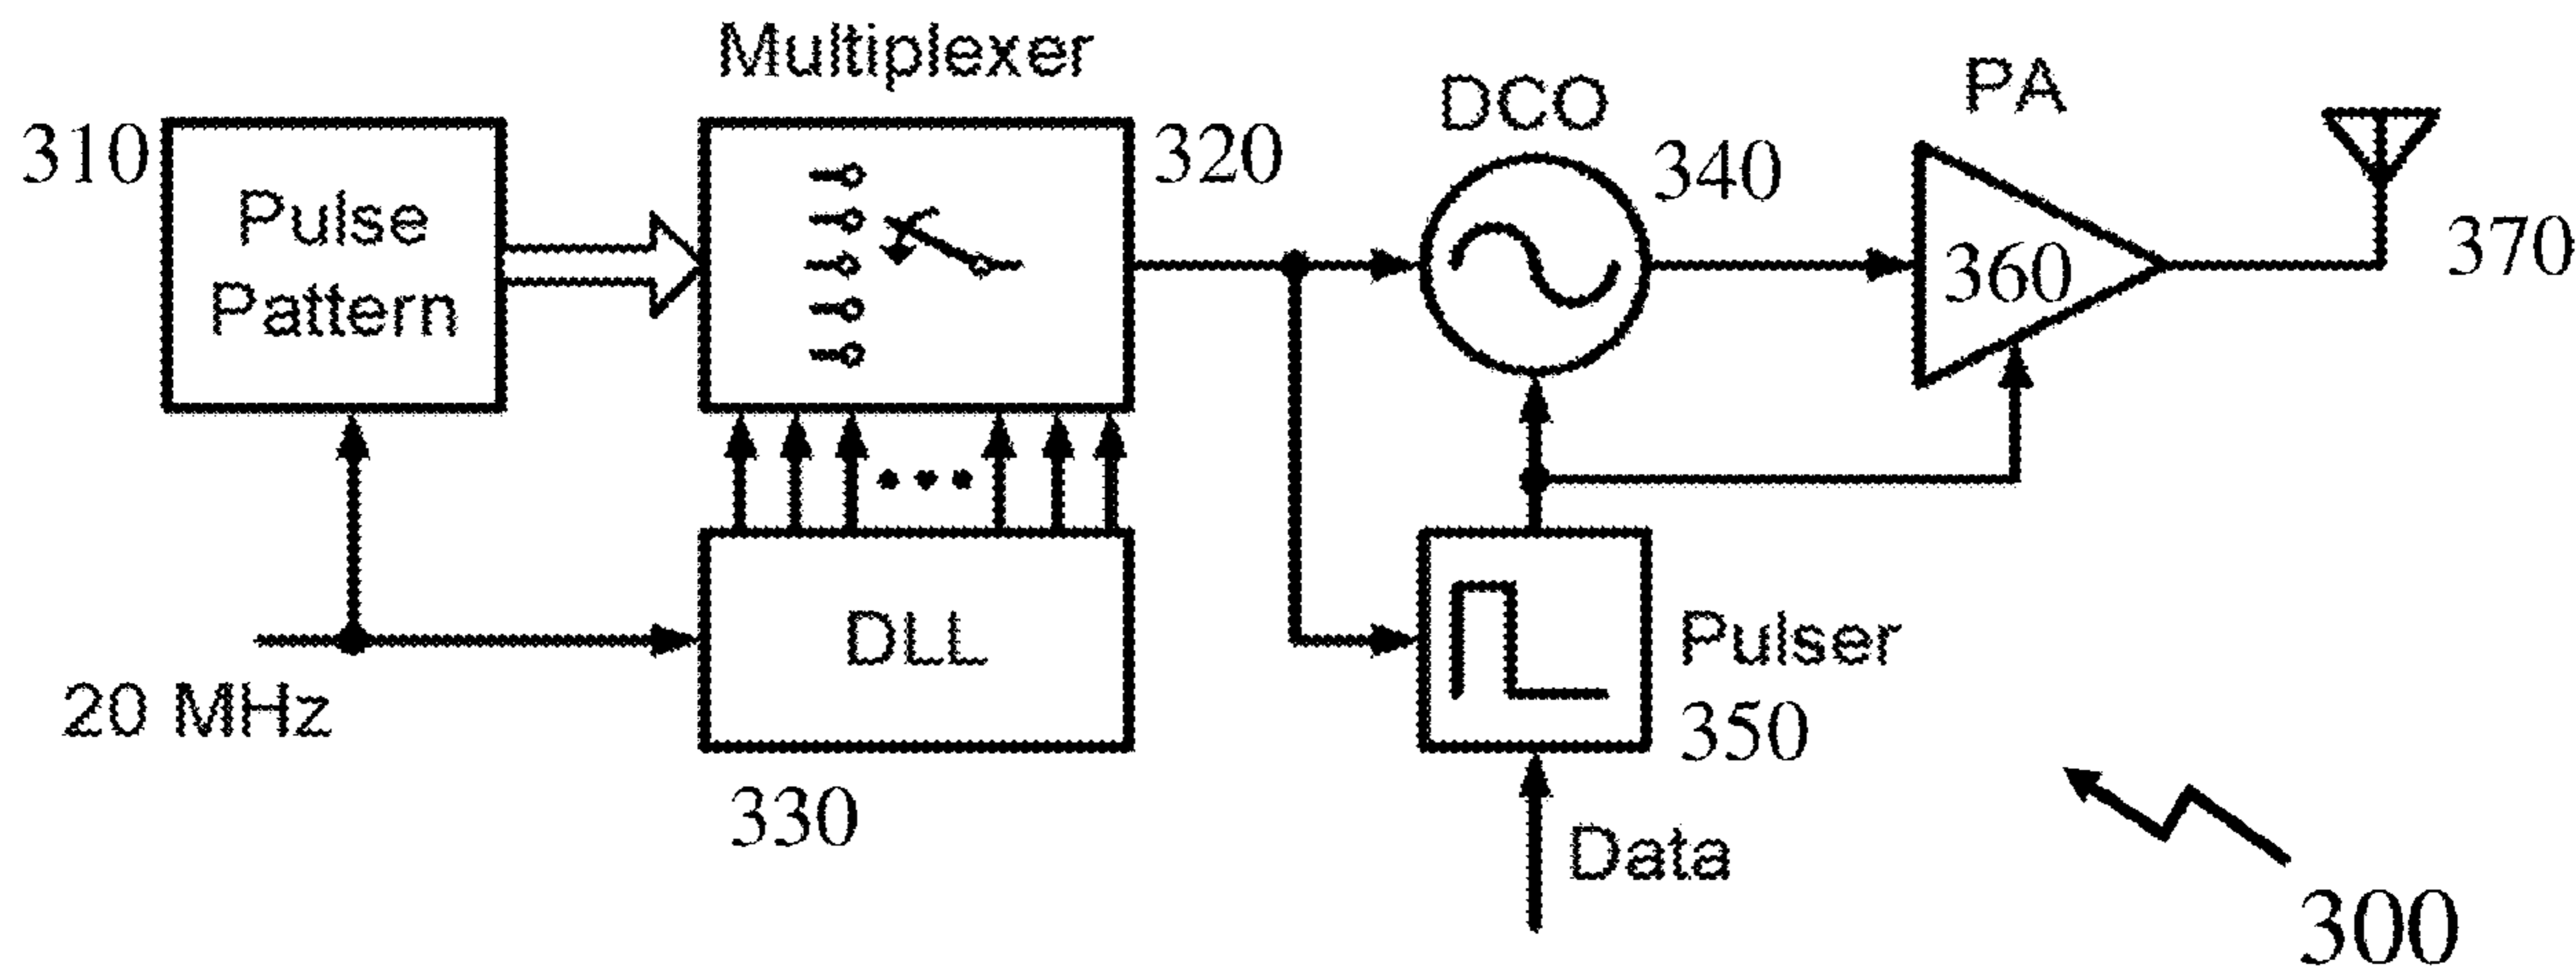 Multiplexer
DCO
PA
310
320
340
Pulse
Pattern
360
370
DLL
Pulser
20 MHz
350
330
Data
300